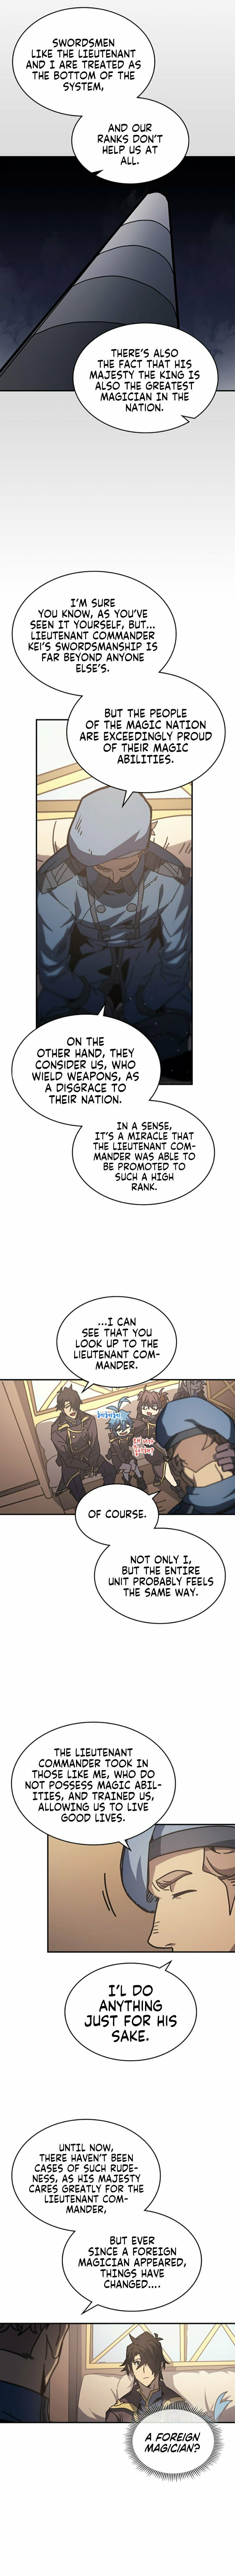 SWORDSMEN
LIKE THE LIEUTENANT
AND I ARE TREATED AS
THE BOTTOM OF THE
SYSTEM,
AND OUR
RANKS DON'T
HELP US AT
ALL.
THERE'S ALSO
THE FACT THAT HIS
MAJESTY THE KING IS
ALSO THE GREATEST
MAGICIAN IN THE
NATION.
I'M SURE
YOU KNOW, AS YOU'VE
SEEN IT YOURSELF, BUT...
LIEUTENANT COMMANDER
KEI'S SWORDSMANSHIP IS
FAR BEYOND ANYONE
ELSE'S.
BUT THE PEOPLE
OF THE MAGIC NATION
ARE EXCEEDINGLY PROUD
OF THEIR MAGIC
ABILITIES.
ON THE
OTHER HAND, THEY
CONSIDER US, WHO
WIELD WEAPONS, AS
A DISGRACE TO
THEIR NATION.
IN A SENSE,
IT'S A MIRACLE THAT
THE LIEUTENANT COM-
MANDER WAS ABLE TO
BE PROMOTED TO
SUCH A HIGH
RANK.
...I CAN
SEE THAT YOU
LOOK UP TO THE
LIEUTENANT COM-
MANDER.
OF COURSE.
NOT ONLY I,
BUT THE ENTIRE
UNIT PROBABLY FEELS
THE SAME WAY.
THE LIEUTENANT
COMMANDER TOOK IN
THOSE LIKE ME, WHO DO
NOT POSSESS MAGIC ABIL-
ITIES, AND TRAINED US,
ALLOWING US TO LIVE
GOOD LIVES.
I'L DO
ANYTHING
JUST FOR HIS
SAKE.
UNTIL NOW,
THERE HAVEN'T BEEN
CASES OF SUCH RUDE-
NESS, AS HIS MAJESTY
CARES GREATLY FOR THE
LIEUTENANT COM-
MANDER,
BUT EVER
SINCE A FOREIGN
MAGICIAN APPEARED,
THINGS HAVE
CHANGED....
A FOREIGN
MAGICIAN?